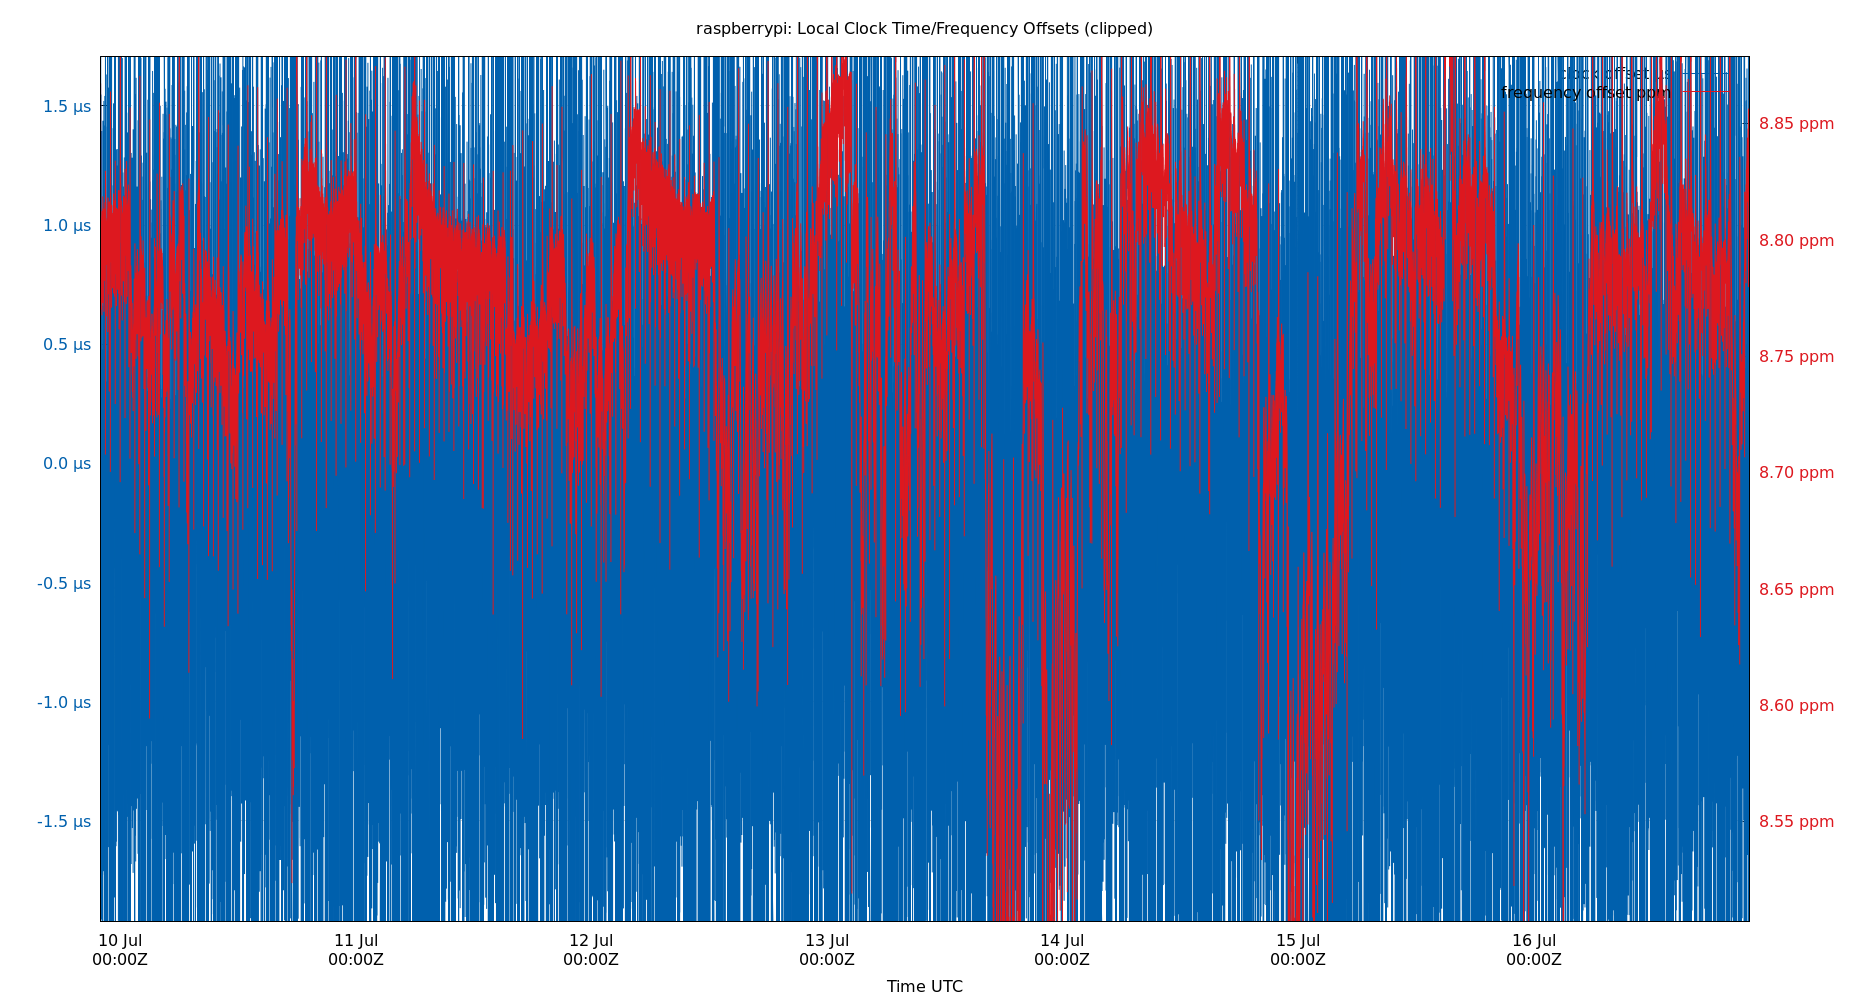 raspberrypi: Local Clock Time/Frequency Offsets (clipped)
clock offset µs
frequency offset ppm
1.5 µs
1.0 µs
0.5 µs
0.0 µs
-0.5 µs
-1.0 µs
-1.5 µs
8.85 ppm
8.80 ppm
8.75 ppm
8.70 ppm
8.65 ppm
8.60 ppm
8.55 ppm
10 Jul 11 Jul 12 Jul 13 Jul 14 Jul 15 Jul 16 Jul
00:00Z 00:00Z 00:00Z 00:00Z 00:00Z 00:00Z 00:00Z
Time UTC